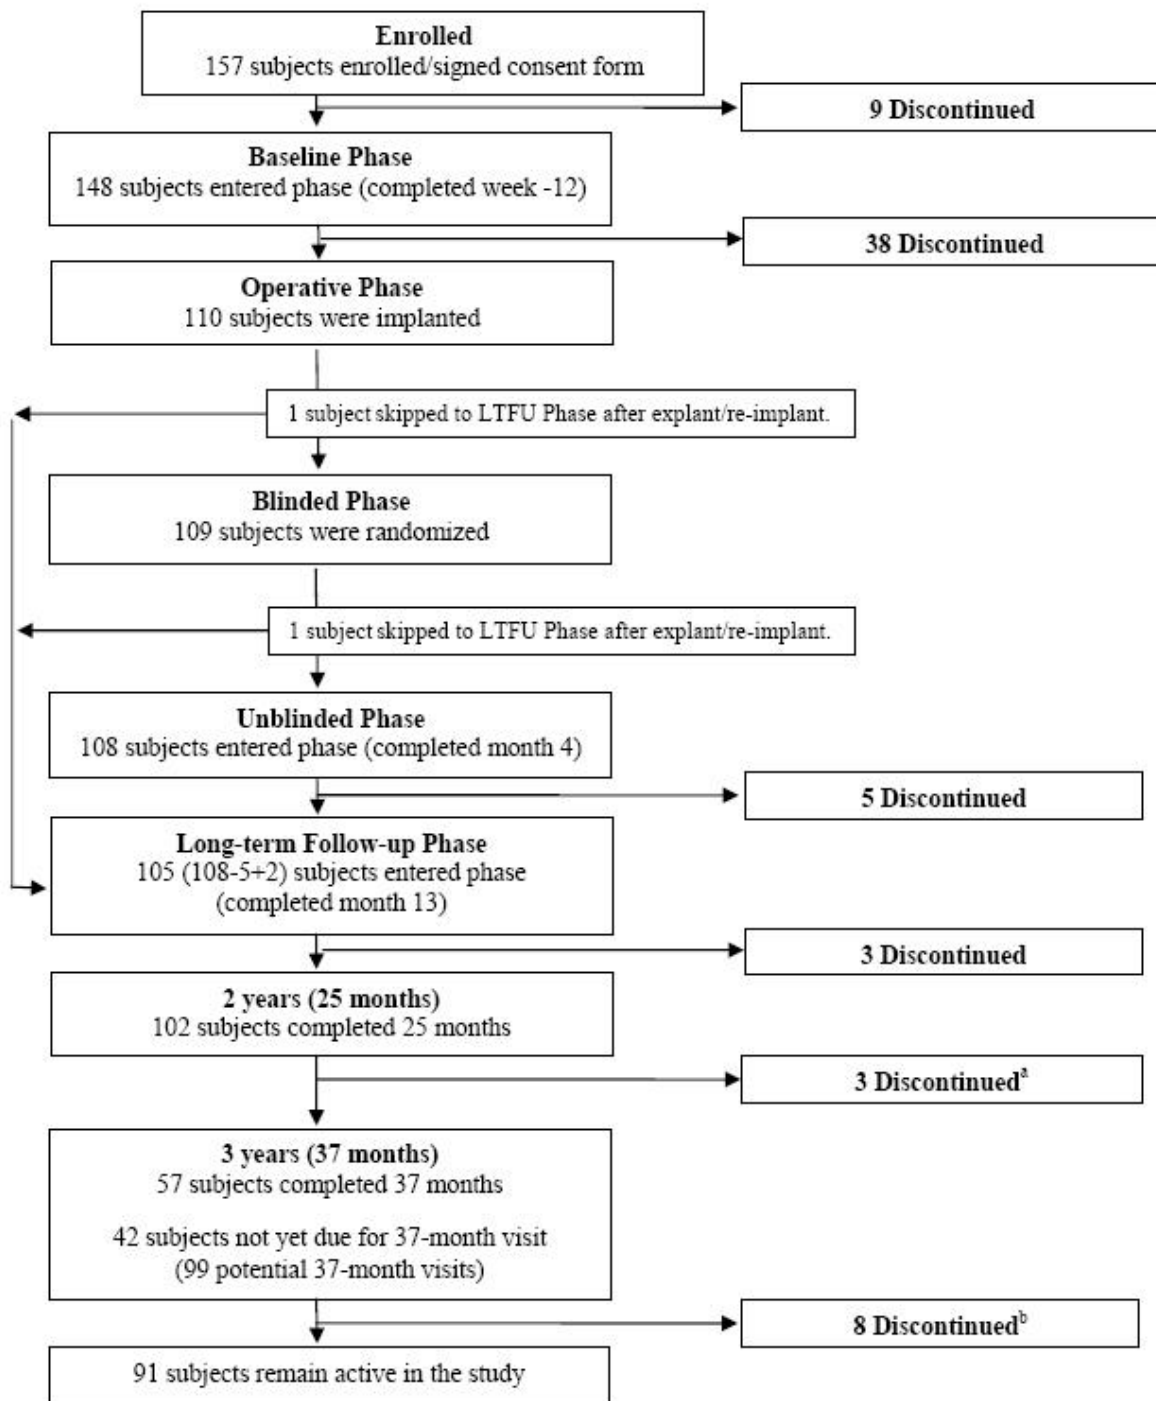 Enrolled
157 subjects enrolled/signed consent form
9 Discontinued
Baseline Phase
148 subjects entered phase (completed week -12)
38 Discontinued
Operative Phase
110 subjects were implanted
1 subject skipped to LTFU Phase after explant/re-implant.
Blinded Phase
109 subjects were randomized
1 subject skipped to LTFU Phase after explant/re-implant.
Unblinded Phase
108 subjects entered phase (completed month 4)
5 Discontinued
Long-term Follow-up Phase
105 (108-5+2) subjects entered phase
(completed month 13)
3 Discontinued
2 years (25 months)
102 subjects completed 25 months
3 Discontinuedª
3 years (37 months)
57 subjects completed 37 months
42 subjects not yet due for 37-month visit
(99 potential 37-month visits)
8 Discontinuedᵇ
91 subjects remain active in the study